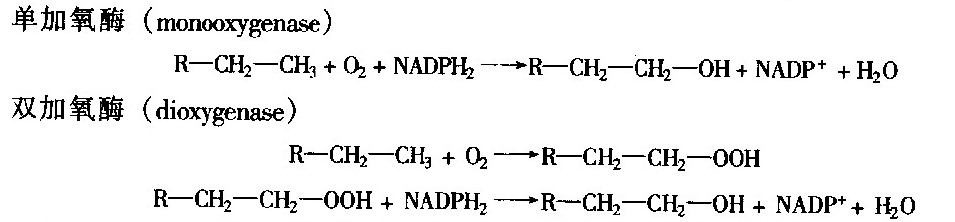 单加氧酶 (monooxygenase)
R—CH₂—CH₃ + O₂ + NADPH₂ ⟶ R—CH₂—CH₂—OH + NADP⁺ + H₂O
双加氧酶 (dioxygenase)
R—CH₂—CH₃ + O₂ ⟶ R—CH₂—CH₂—OOH
R—CH₂—CH₂—OOH + NADPH₂ ⟶ R—CH₂—CH₂—OH + NADP⁺ + H₂O